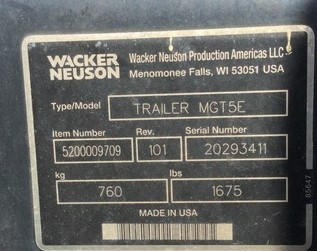 WACKER NEUSON
Wacker Neuson Production Americas LLC
Menomonee Falls, WI 53051 USA
Type/Model TRAILER MGT5E
Item Number Rev. Serial Number
5200009709 101 20293411
kg lbs
760 1675
MADE IN USA
85647